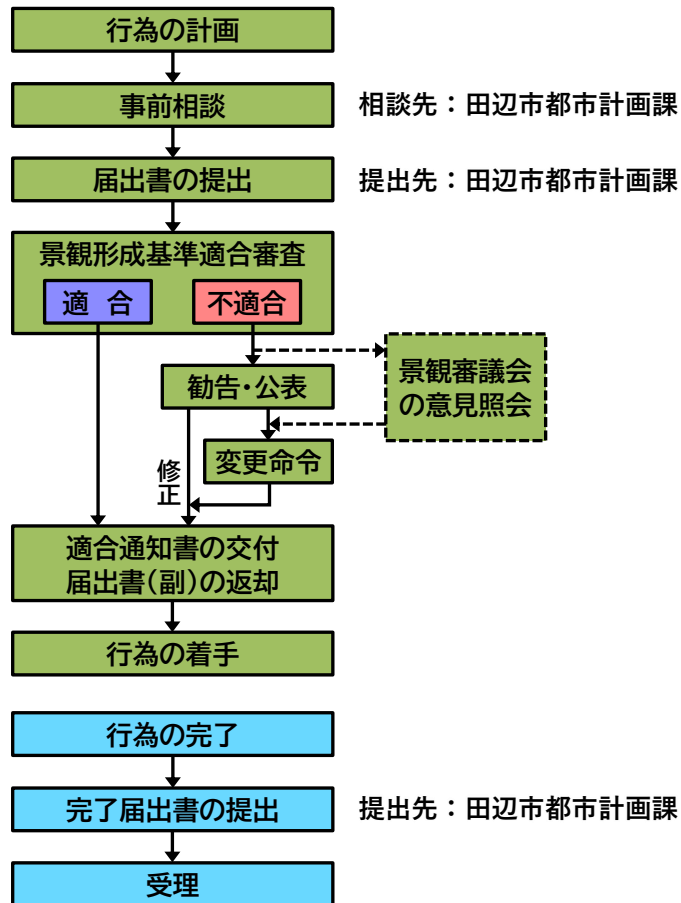 行為の計画
事前相談
相談先：田辺市都市計画課
届出書の提出
提出先：田辺市都市計画課
景観形成基準適合審査
適 合
不適合
景観審議会
の意見照会
勧告・公表
変更命令
修正
適合通知書の交付
届出書(副)の返却
行為の着手
行為の完了
完了届出書の提出
提出先：田辺市都市計画課
受理